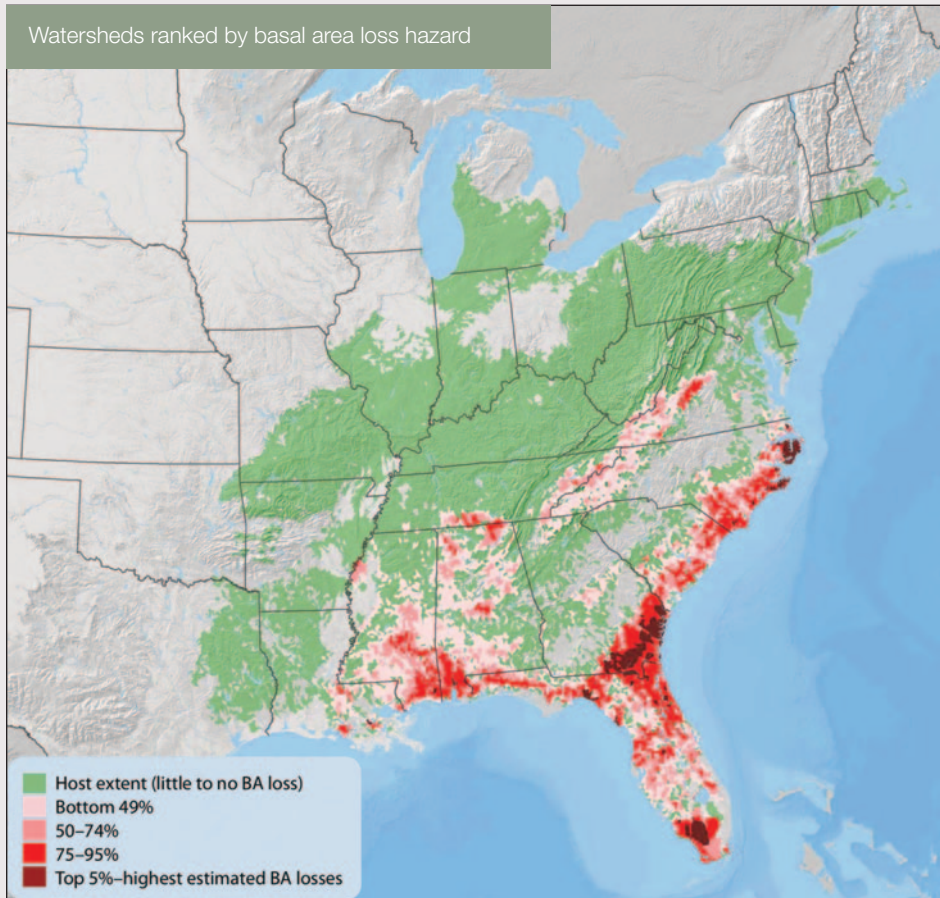 Watersheds ranked by basal area loss hazard
Host extent (little to no BA loss)
Bottom 49%
50–74%
75–95%
Top 5%–highest estimated BA losses